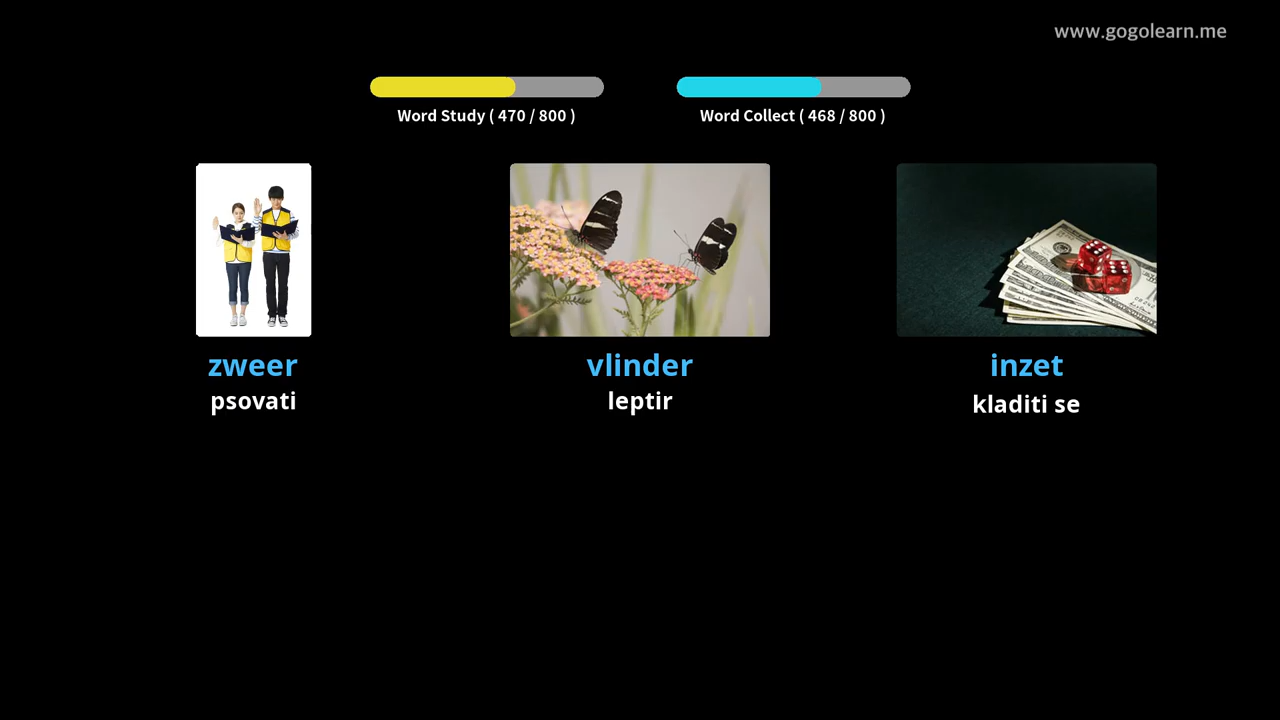 www.gogolearn.me
Word Study ( 470 / 800 )
Word Collect ( 468 / 800 )
zweer
psovati
vlinder
leptir
inzet
kladiti se